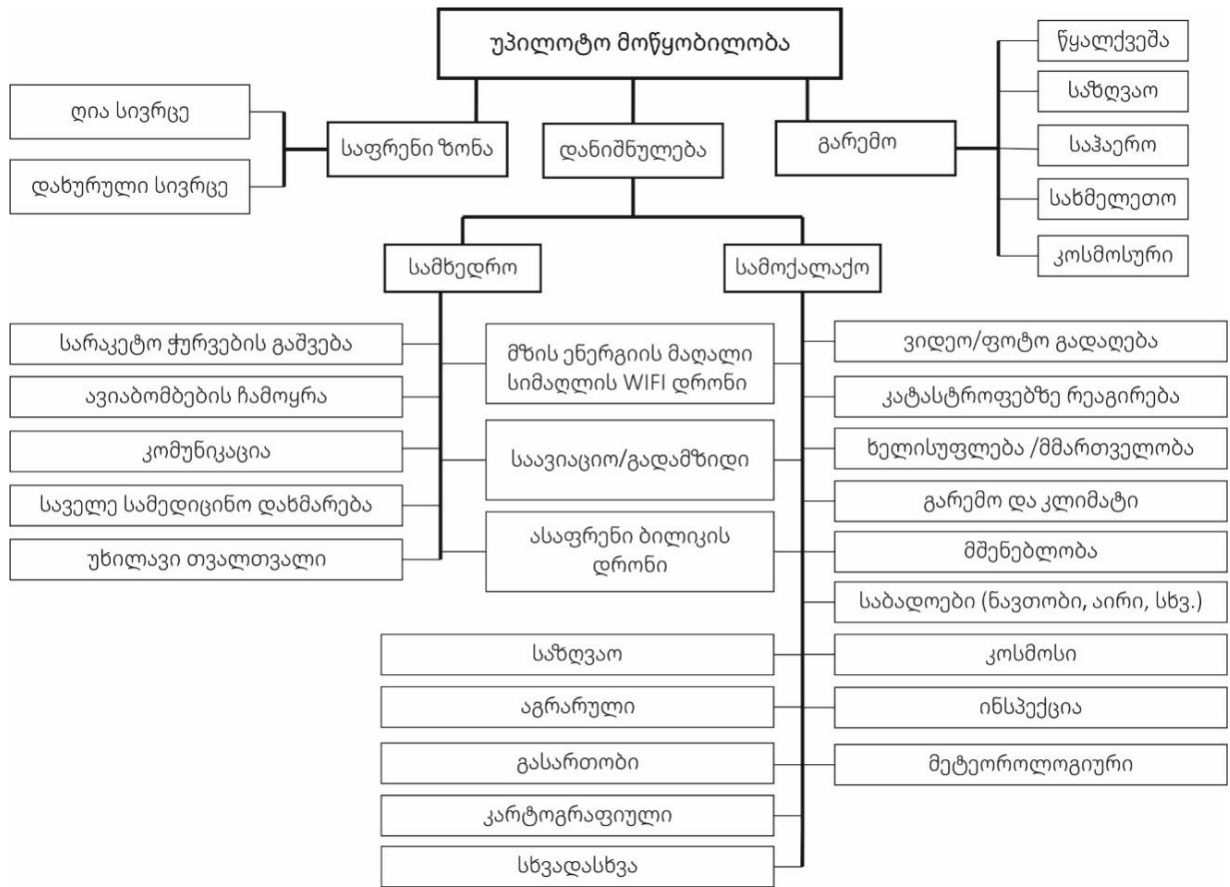 უპილოტო მოწყობილობა
საფრენი ზონა
დანიშნულება
გარემო
ღია სივრცე
დახურული სივრცე
წყალქვეშა
საზღვაო
საჰაერო
სახმელეთო
კოსმოსური
სამხედრო
სამოქალაქო
სარაკეტო ჭურვების გაშვება
ავიაბომბების ჩამოყრა
კომუნიკაცია
საველე სამედიცინო დახმარება
უხილავი თვალთვალი
მზის ენერგიის მაღალი
სიმაღლის WIFI დრონი
საავიაციო/გადამზიდი
ასაფრენი ბილიკის
დრონი
ვიდეო/ფოტო გადაღება
კატასტროფებზე რეაგირება
ხელისუფლება /მმართველობა
გარემო და კლიმატი
მშენებლობა
საბადოები (ნავთობი, აირი, სხვ.)
საზღვაო
აგრარული
გასართობი
კარტოგრაფიული
სხვადასხვა
კოსმოსი
ინსპექცია
მეტეოროლოგიური